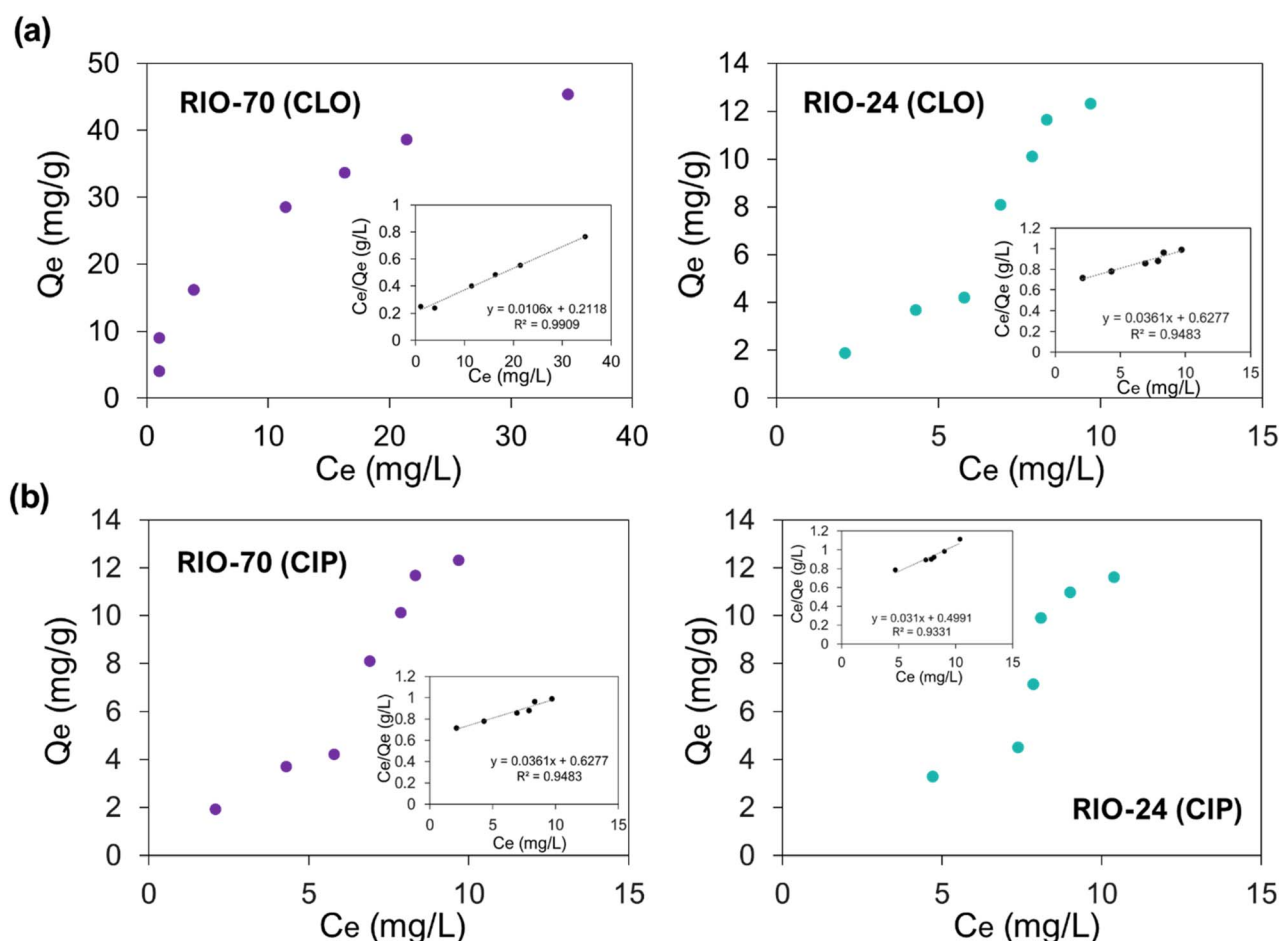 (a)
RIO-70 (CLO)
Qe (mg/g)
50
40
30
20
10
0
0 10 20 30 40
Ce (mg/L)
Ce/Qe (g/L)
1
0.8
0.6
0.4
0.2
0
y = 0.0106x + 0.2118
R² = 0.9909
0 10 20 30 40
Ce (mg/L)
RIO-24 (CLO)
Qe (mg/g)
14
12
10
8
6
4
2
0
0 5 10 15
Ce (mg/L)
Ce/Qe (g/L)
1.2
1
0.8
0.6
0.4
0.2
0
y = 0.0361x + 0.6277
R² = 0.9483
0 5 10 15
Ce (mg/L)
(b)
RIO-70 (CIP)
Qe (mg/g)
14
12
10
8
6
4
2
0
0 5 10 15
Ce (mg/L)
Ce/Qe (g/L)
1.2
1
0.8
0.6
0.4
0.2
0
y = 0.0361x + 0.6277
R² = 0.9483
0 5 10 15
Ce (mg/L)
RIO-24 (CIP)
Qe (mg/g)
14
12
10
8
6
4
2
0
0 5 10 15
Ce (mg/L)
Ce/Qe (g/L)
1.2
1
0.8
0.6
0.4
0.2
0
y = 0.031x + 0.4991
R² = 0.9331
0 5 10 15
Ce (mg/L)